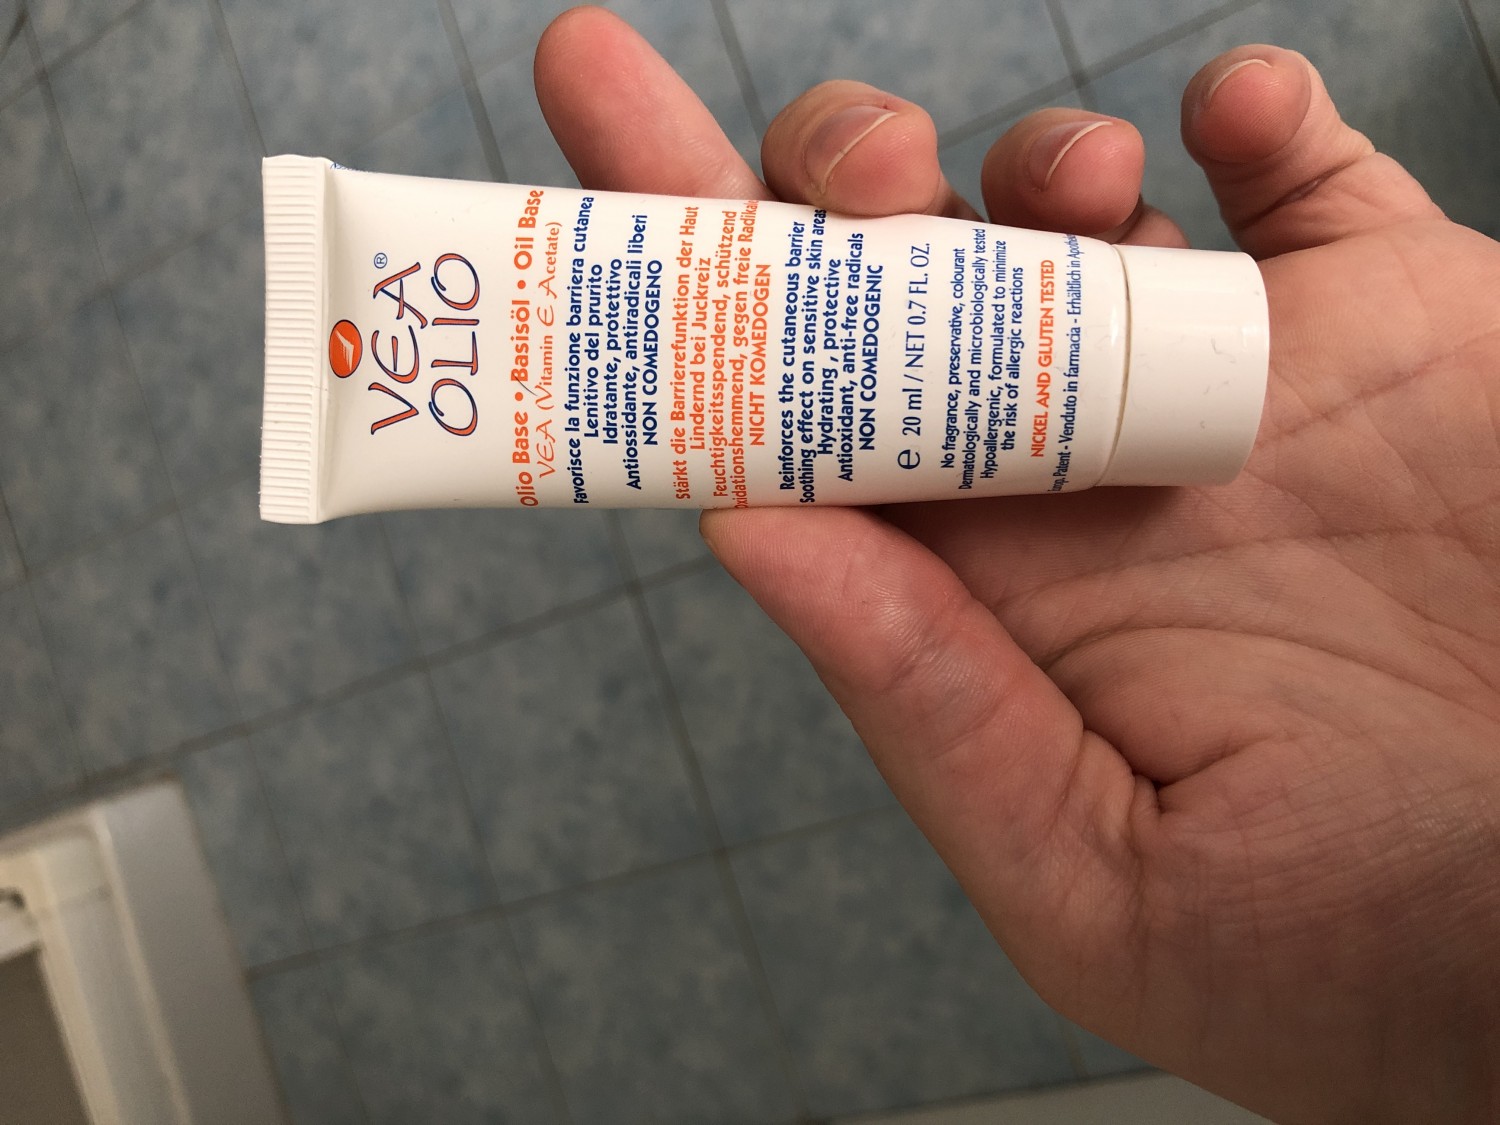 VEA®
OLIO
Olio Base • Basisöl • Oil Base
VEA (Vitamin E Acetate)
Favorisce la funzione barriera cutanea
Lenitivo del prurito
Idratante, protettivo
Antiossidante, antiradicali liberi
NON COMEDOGENO
Stärkt die Barrierefunktion der Haut
Lindernd bei Juckreiz
Feuchtigkeitsspendend, schützend
Oxidationshemmend, gegen freie Radikale
NICHT KOMEDOGEN
Reinforces the cutaneous barrier
Soothing effect on sensitive skin areas
Hydrating , protective
Antioxidant, anti-free radicals
NON COMEDOGENIC
e 20 ml / NET 0.7 FL. OZ.
No fragrance, preservative, colourant
Dermatologically and microbiologically tested
Hypoallergenic, formulated to minimize
the risk of allergic reactions
NICKEL AND GLUTEN TESTED
Patent - Venduto in farmacia - Erhältlich in